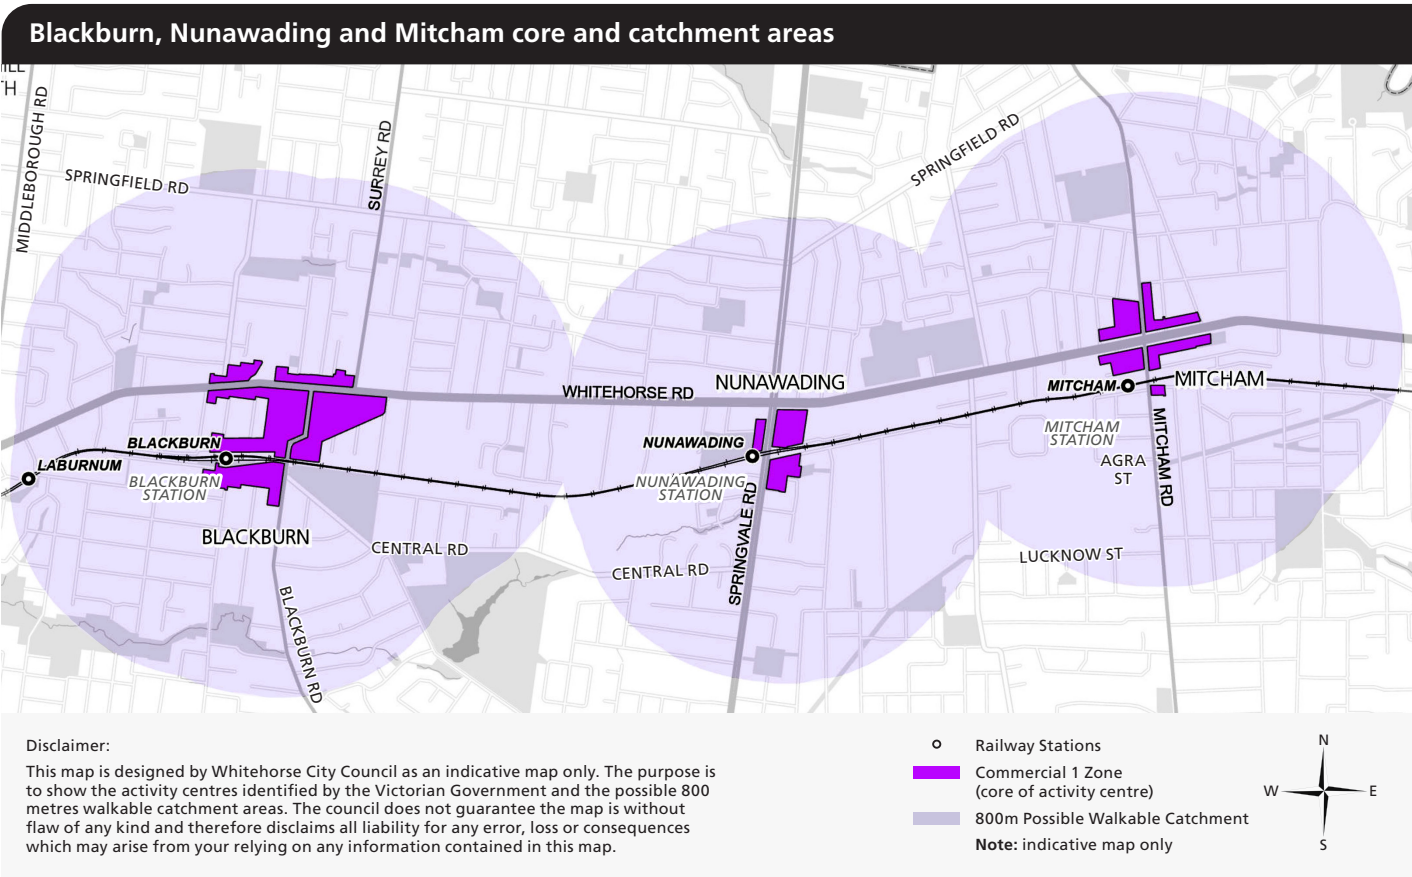 Blackburn, Nunawading and Mitcham core and catchment areas
TH
MIDDLEBOROUGH RD
SPRINGFIELD RD
SURREY RD
SPRINGFIELD RD
WHITEHORSE RD
NUNAWADING
MITCHAM
MITCHAM
MITCHAM
STATION
MITCHAM RD
AGRA
ST
BLACKBURN
LABURNUM
BLACKBURN
STATION
NUNAWADING
NUNAWADING
STATION
SPRINGVALE RD
BLACKBURN
CENTRAL RD
CENTRAL RD
LUCKNOW ST
BLACKBURN RD
Disclaimer:
This map is designed by Whitehorse City Council as an indicative map only. The purpose is
to show the activity centres identified by the Victorian Government and the possible 800
metres walkable catchment areas. The council does not guarantee the map is without
flaw of any kind and therefore disclaims all liability for any error, loss or consequences
which may arise from your relying on any information contained in this map.
Railway Stations
Commercial 1 Zone
(core of activity centre)
800m Possible Walkable Catchment
Note: indicative map only
N
W E
S